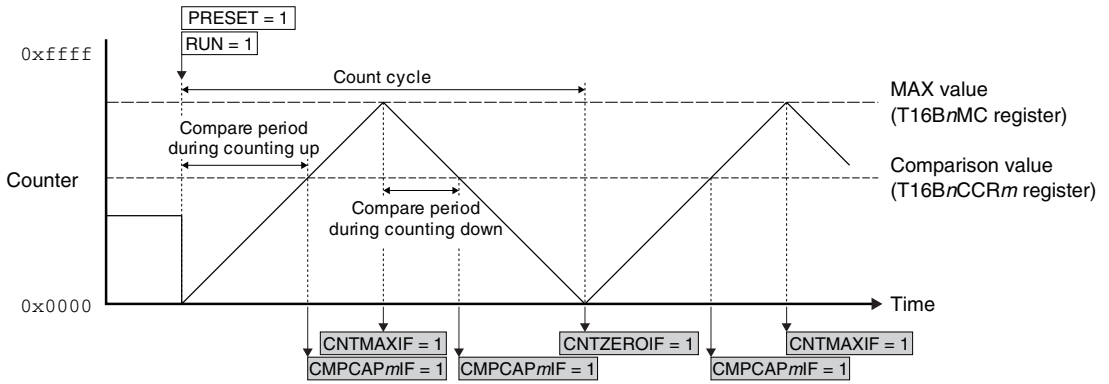 PRESET = 1
RUN = 1
0xffff
Count cycle
MAX value
(T16BnMC register)
Compare period
during counting up
Counter
Comparison value
(T16BnCCRm register)
Compare period
during counting down
0x0000
Time
CNTMAXIF = 1
CNTZEROIF = 1
CNTMAXIF = 1
CMPCAPmIF = 1
CMPCAPmIF = 1
CMPCAPmIF = 1